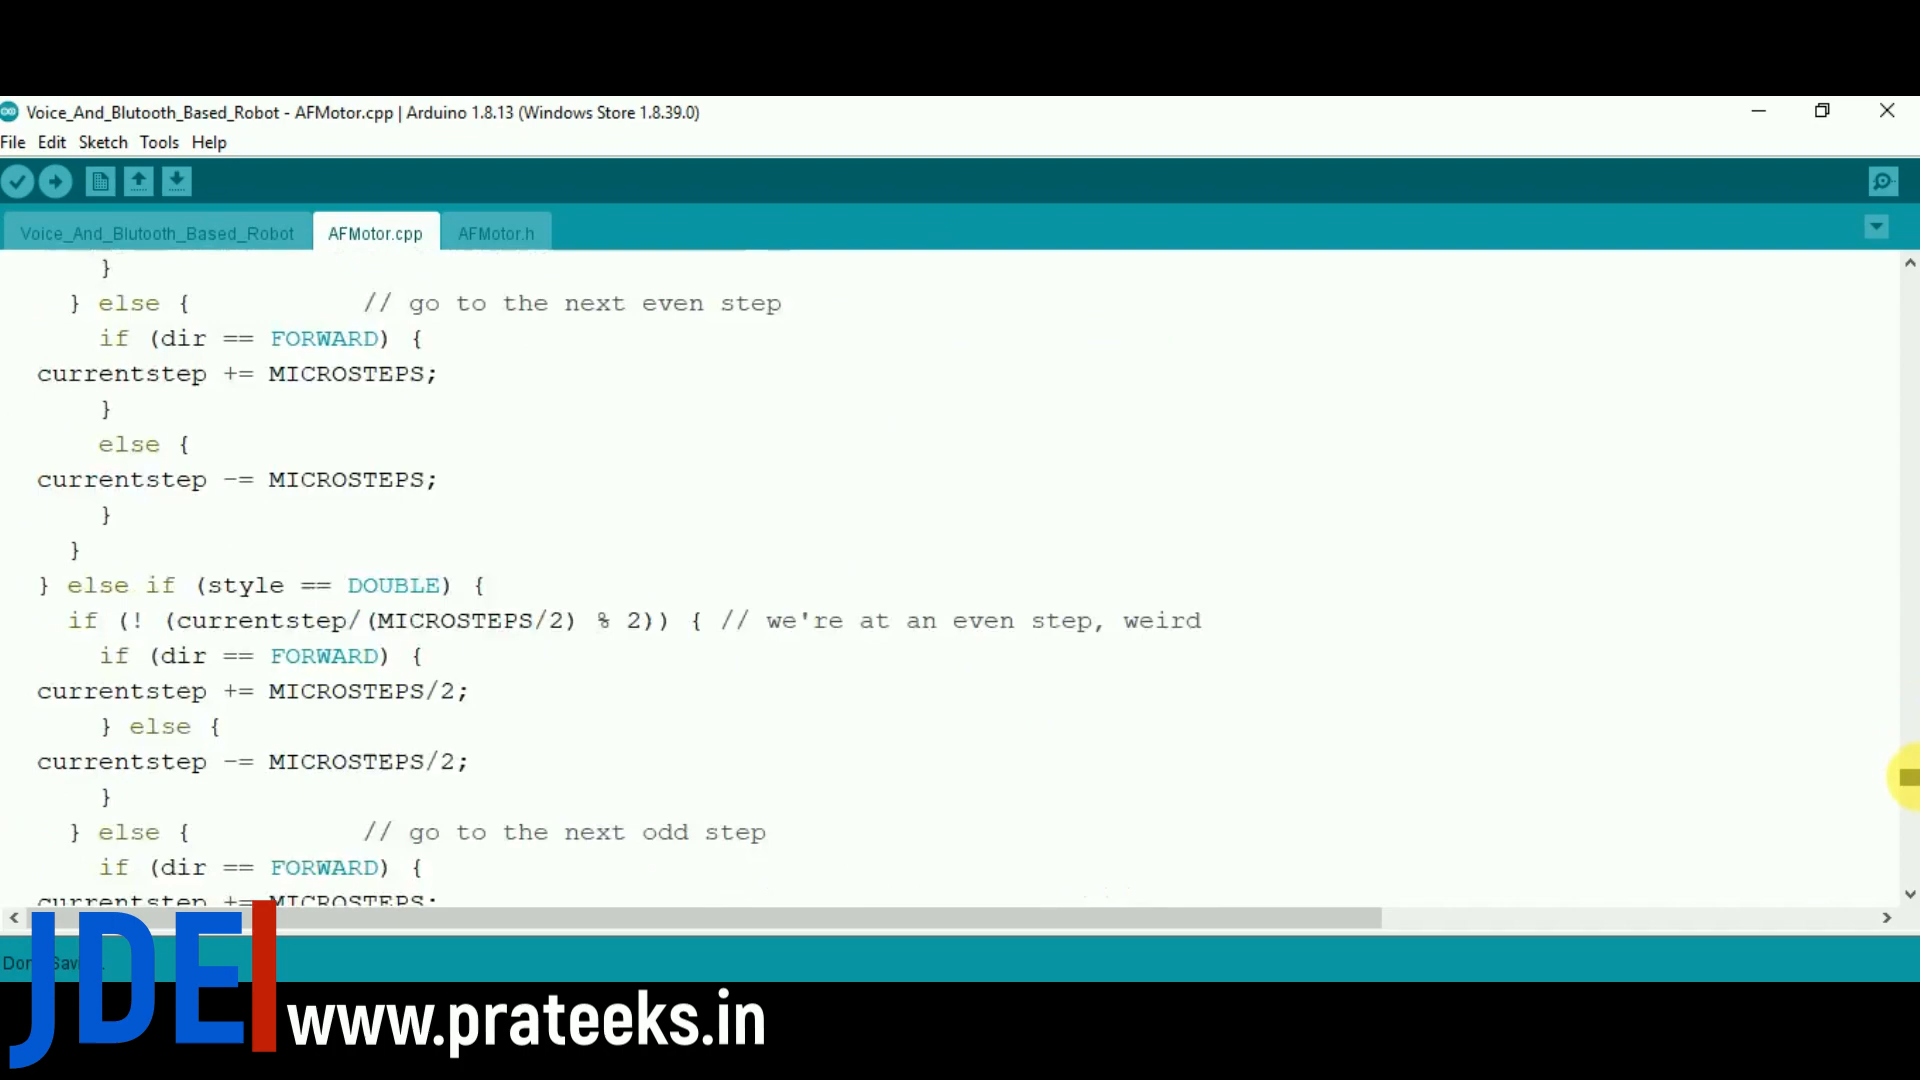 Voice_And_Blutooth_Based_Robot - AFMotor.cpp | Arduino 1.8.13 (Windows Store 1.8.39.0)
File Edit Sketch Tools Help
Voice_And_Blutooth_Based_Robot AFMotor.cpp AFMotor.h
}
} else { // go to the next even step
if (dir == FORWARD) {
currentstep += MICROSTEPS;
}
else {
currentstep -= MICROSTEPS;
}
}
} else if (style == DOUBLE) {
if (! (currentstep/(MICROSTEPS/2) % 2)) { // we're at an even step, weird
if (dir == FORWARD) {
currentstep += MICROSTEPS/2;
} else {
currentstep -= MICROSTEPS/2;
}
} else { // go to the next odd step
if (dir == FORWARD) {
currentstep += MICROSTEPS;
JDE
www.prateeks.in